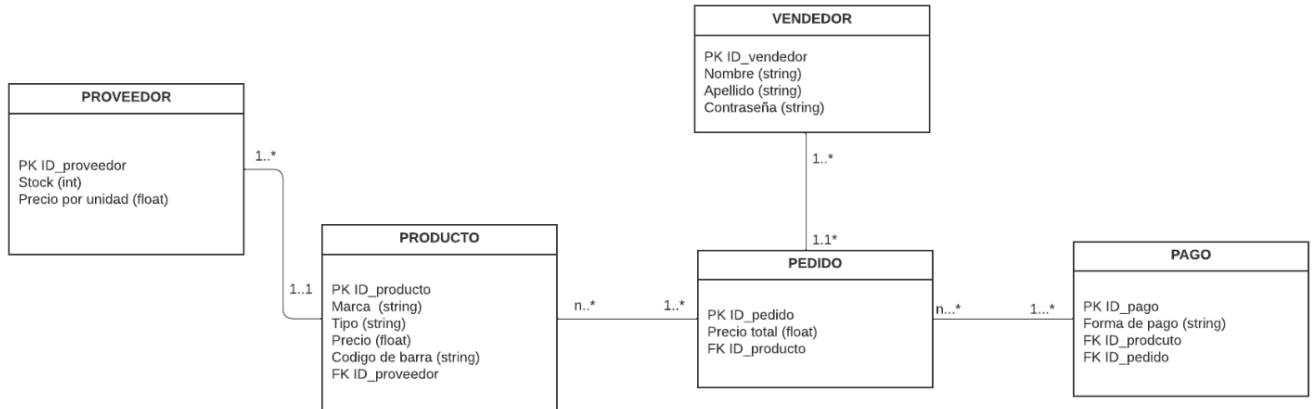 VENDEDOR
PK ID_vendedor
Nombre (string)
Apellido (string)
Contraseña (string)
PROVEEDOR
PK ID_proveedor
Stock (int)
Precio por unidad (float)
1..*
1..*
PRODUCTO
PK ID_producto
Marca (string)
Tipo (string)
Precio (float)
Codigo de barra (string)
FK ID_proveedor
1..1
n..*
1..*
1.1*
PEDIDO
PK ID_pedido
Precio total (float)
FK ID_producto
n...*
1...*
PAGO
PK ID_pago
Forma de pago (string)
FK ID_prodcuto
FK ID_pedido